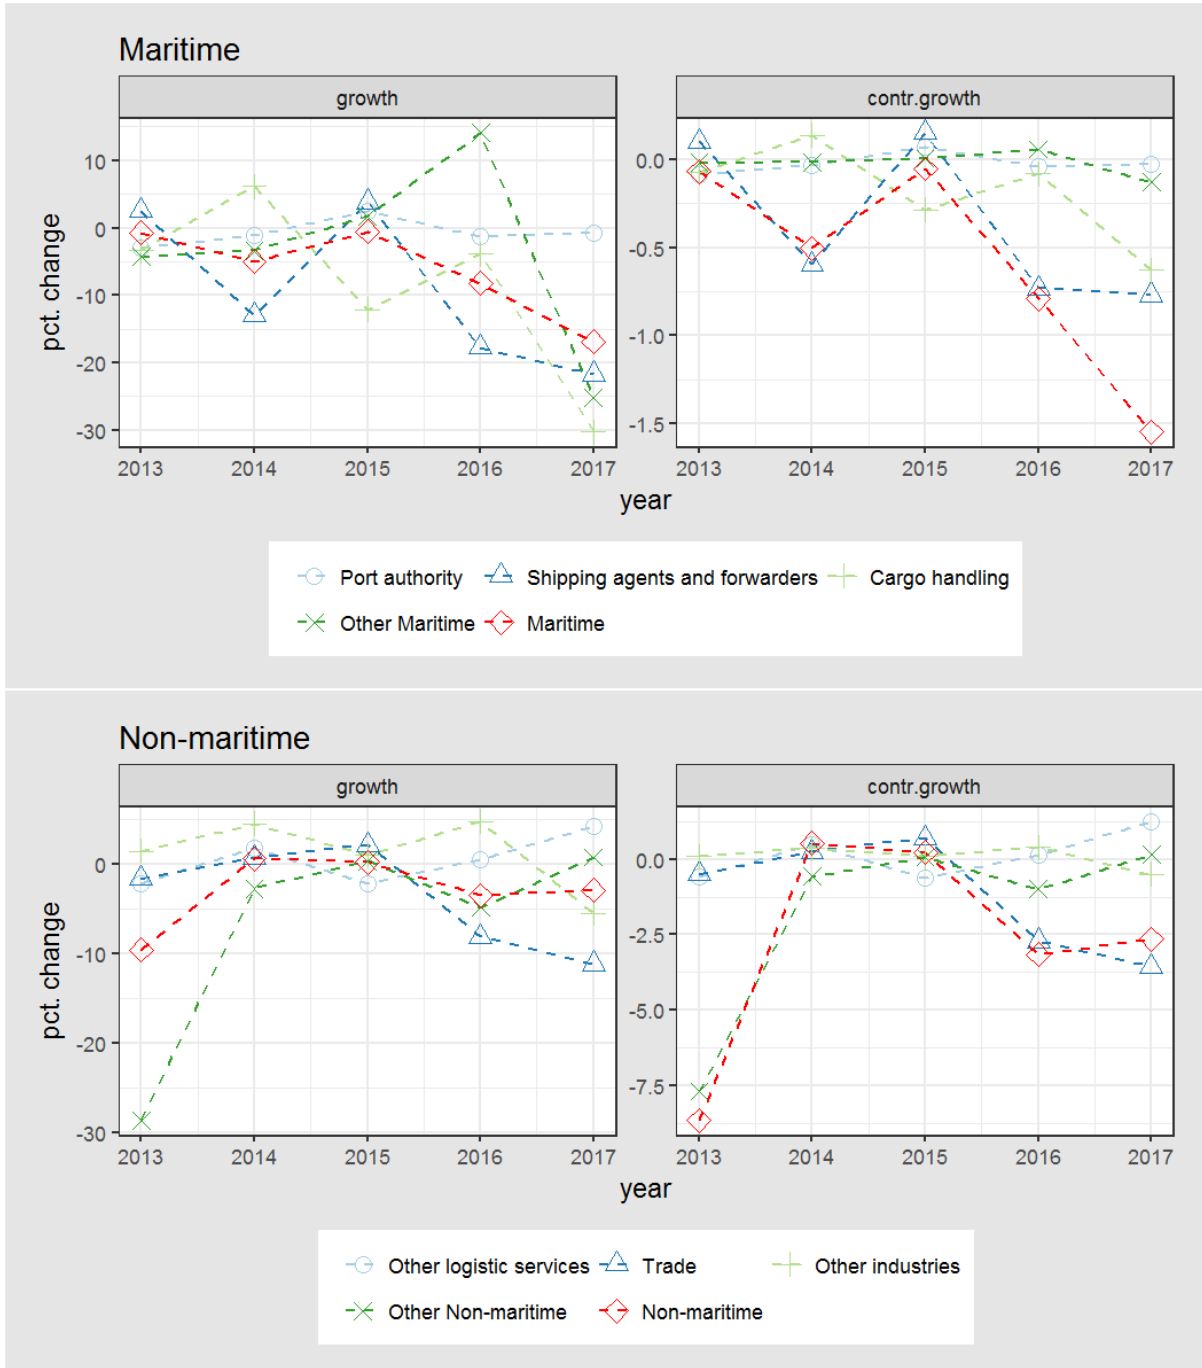 Maritime
growth
contr.growth
pct. change
10
0
-10
-20
-30
0.0
-0.5
-1.0
-1.5
2013 2014 2015 2016 2017
2013 2014 2015 2016 2017
year
Port authority Shipping agents and forwarders Cargo handling
Other Maritime Maritime
Non-maritime
growth
contr.growth
pct. change
0
-10
-20
-30
0.0
-2.5
-5.0
-7.5
2013 2014 2015 2016 2017
2013 2014 2015 2016 2017
year
Other logistic services Trade Other industries
Other Non-maritime Non-maritime